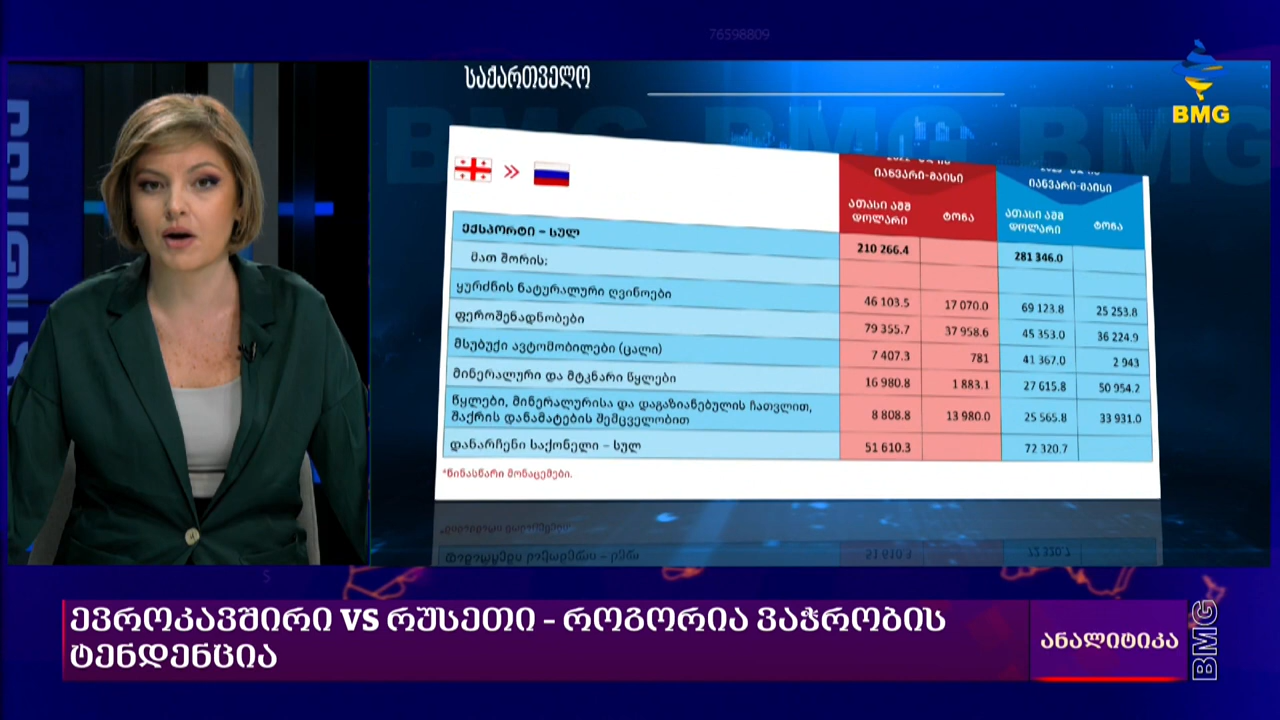 76598809
საქართველო
BMG
2022 წლის
იანვარი-მაისი
2023 წლის
იანვარი-მაისი
ათასი აშშ დოლარი
ტონა
ათასი აშშ დოლარი
ტონა
ექსპორტი – სულ 210 266.4 281 346.0
მათ შორის:
ყურძნის ნატურალური ღვინოები 46 103.5 17 070.0 69 123.8 25 253.8
ფეროშენადნობები 79 355.7 37 958.6 45 353.0 36 224.9
მსუბუქი ავტომობილები (ცალი) 7 407.3 781 41 367.0 2 943
მინერალური და მტკნარი წყლები 16 980.8 1 883.1 27 615.8 50 954.2
წყლები, მინერალურისა და დაგაზიანებულის ჩათვლით,
შაქრის დანამატების შემცველობით 8 808.8 13 980.0 25 565.8 33 931.0
დანარჩენი საქონელი – სულ 51 610.3 72 320.7
*წინასწარი მონაცემები.
ევროკავშირი VS რუსეთი - როგორია ვაჭრობის
ტენდენცია
ანალიტიკა
BMG